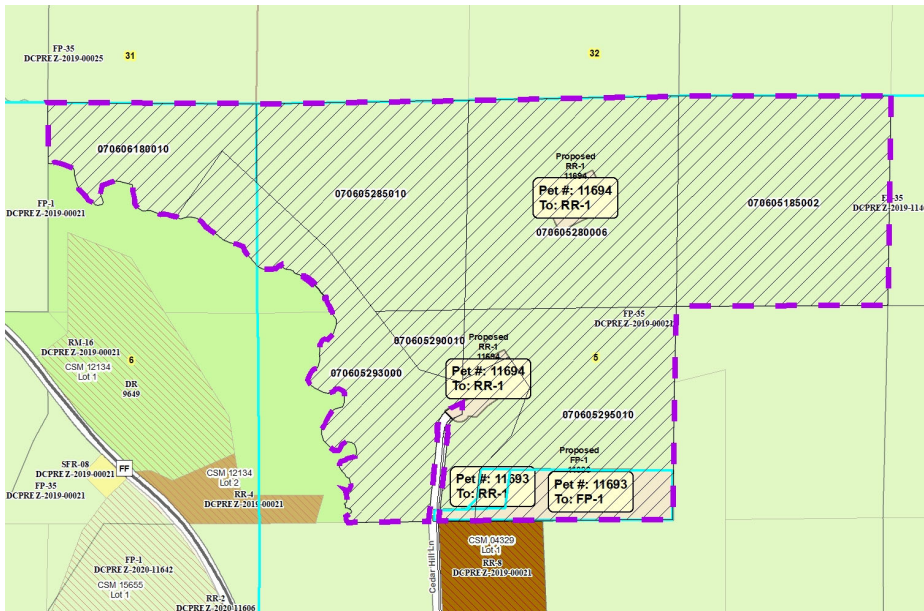 FP-35
DCPREZ-2019-00025
31
32
070606180010
Proposed
RR-1
11694
Pet #: 11694
To: RR-1
070605285010
070605280006
070605185002
FP-1
DCPREZ-2019-00021
FP-35
DCPREZ-2019-1140
FP-35
DCPREZ-2019-00021
RM-16
DCPREZ-2019-00021
CSM 12134
Lot 1
6
DR
9649
070605290010
Proposed
RR-1
11694
5
070605293000
Pet #: 11694
To: RR-1
070605295010
Proposed
FP-1
SFR-08
DCPREZ-2019-00021
FP-35
DCPREZ-2019-00021
FF
CSM 12134
Lot 2
RR-4
DCPREZ-2019-00021
Pet #: 11693
To: RR-1
Pet #: 11693
To: FP-1
CSM 04329
Lot 1
RR-8
DCPREZ-2019-00021
Cedar Hill Ln
FP-1
DCPREZ-2020-11642
CSM 15655
Lot 1
RR-2
DCPREZ-2020-11606